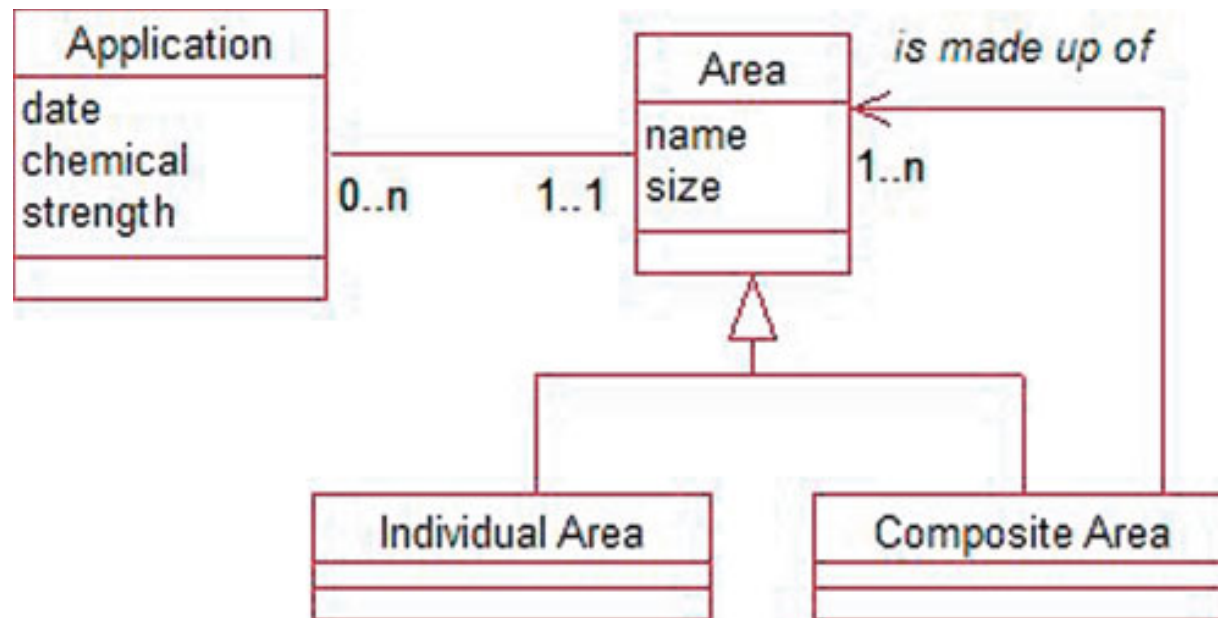 Application
date
chemical
strength
0..n
1..1
Area
name
size
is made up of
1..n
Individual Area
Composite Area